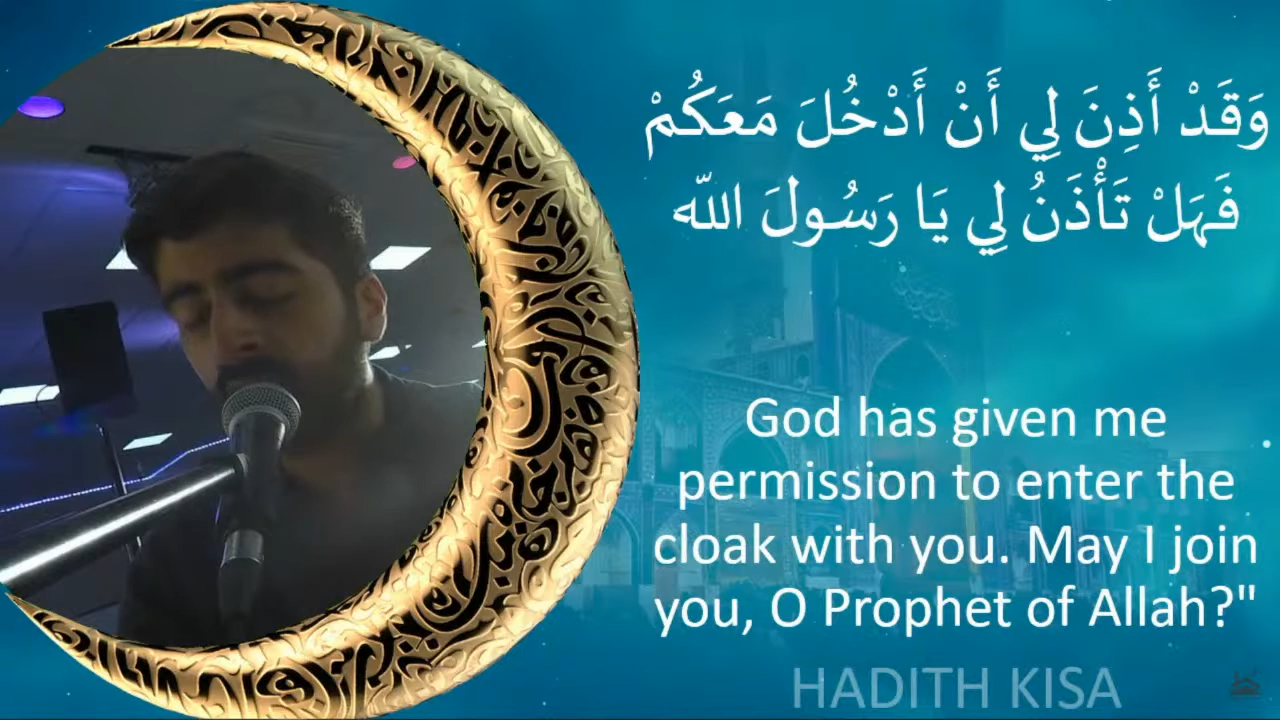 وَقَدْ أَذِنَ لِي أَنْ أَدْخُلَ مَعَكُمْ
فَهَلْ تَأْذَنُ لِي يَا رَسُولَ اللّه
God has given me
permission to enter the
cloak with you. May I join
you, O Prophet of Allah?"
HADITH KISA